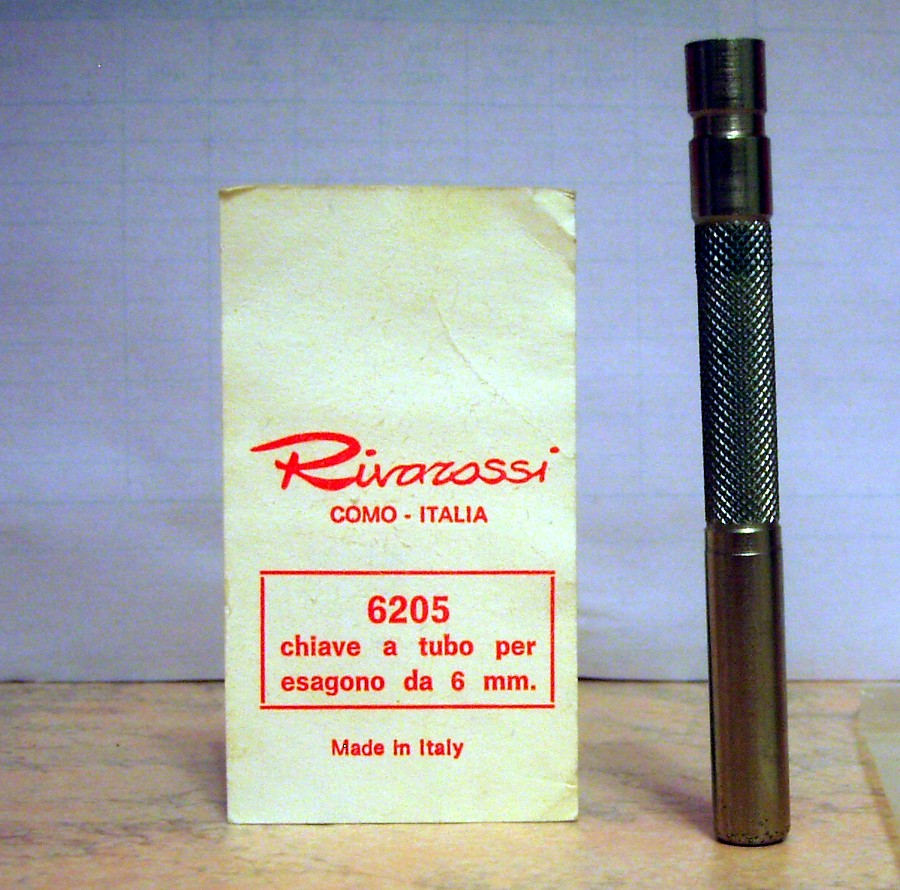 Rivarossi
COMO - ITALIA
6205
chiave a tubo per
esagono da 6 mm.
Made in Italy